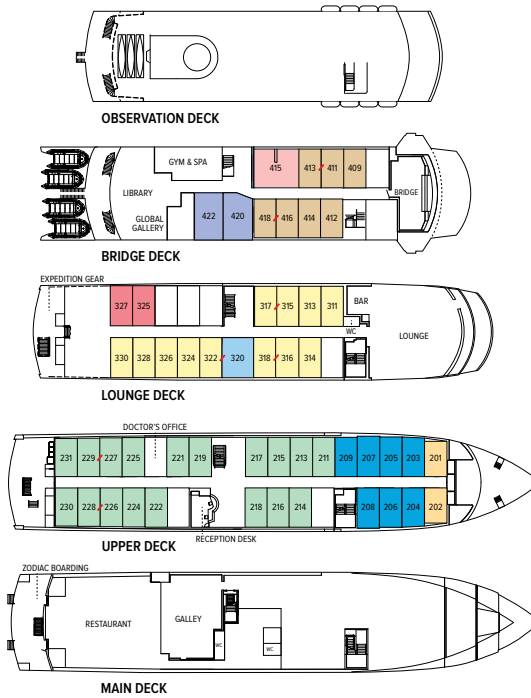 OBSERVATION DECK
GYM & SPA
415
413
411
409
LIBRARY
BRIDGE
GLOBAL
GALLERY
422
420
418
416
414
412
BRIDGE DECK
EXPEDITION GEAR
327
325
317
315
313
311
BAR
WC
LOUNGE
330
328
326
324
322
320
318
316
314
LOUNGE DECK
DOCTOR'S OFFICE
231
229
227
225
221
219
217
215
213
211
209
207
205
203
201
230
228
226
224
222
218
216
214
208
206
204
202
RECEPTION DESK
UPPER DECK
ZODIAC BOARDING
RESTAURANT
GALLEY
WC
WC
MAIN DECK